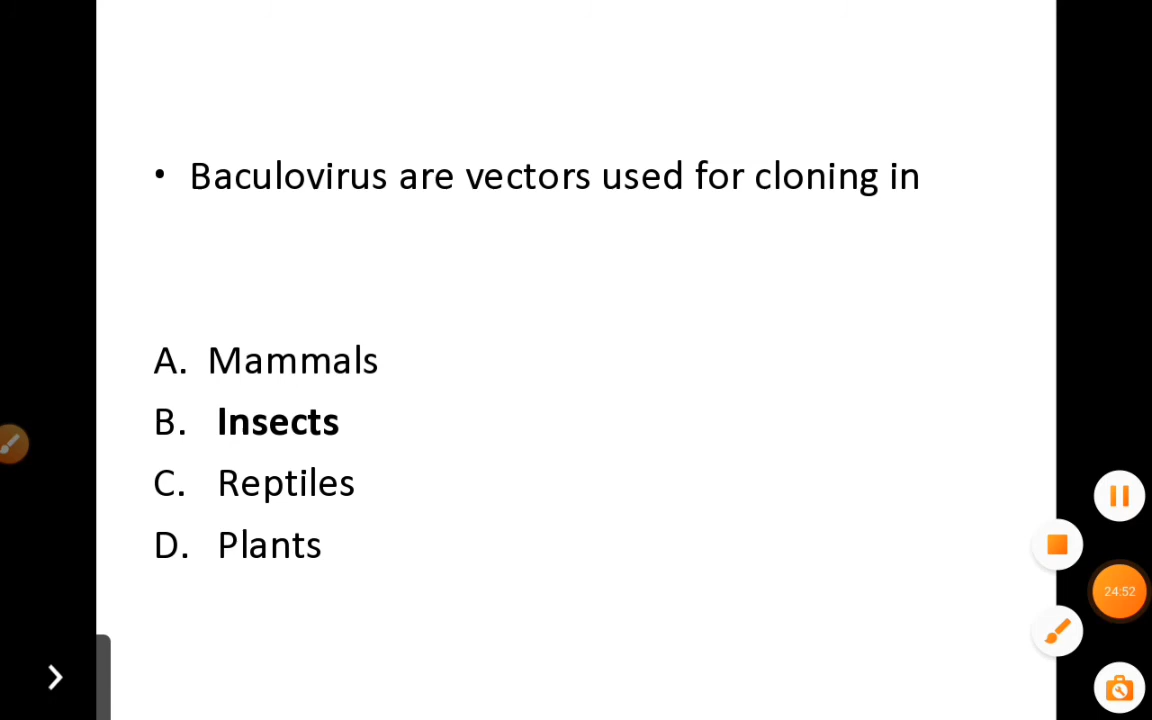 • Baculovirus are vectors used for cloning in
A. Mammals
B. Insects
C. Reptiles
D. Plants
24:52